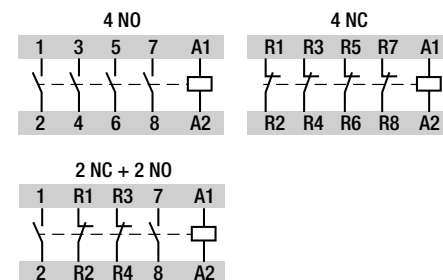 4 NO
1 3 5 7 A1
2 4 6 8 A2
4 NC
R1 R3 R5 R7 A1
R2 R4 R6 R8 A2
2 NC + 2 NO
1 R1 R3 7 A1
2 R2 R4 8 A2